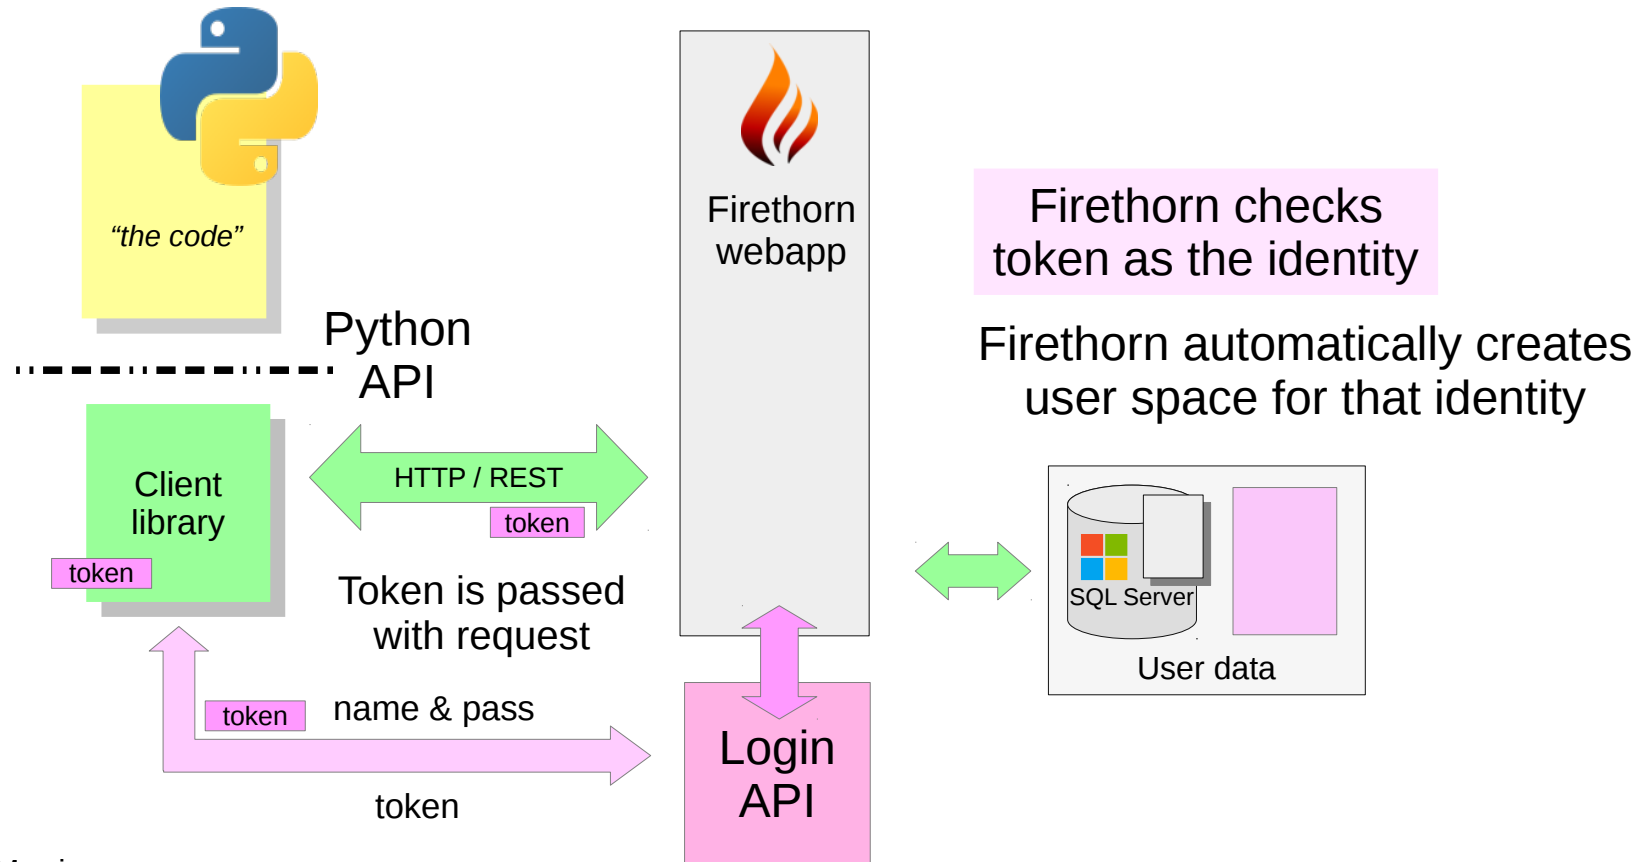 "the code"
Python
API
Client
library
token
HTTP / REST
token
Token is passed
with request
token
name & pass
token
Firethorn
webapp
Login
API
Firethorn checks
token as the identity
Firethorn automatically creates
user space for that identity
SQL Server
User data